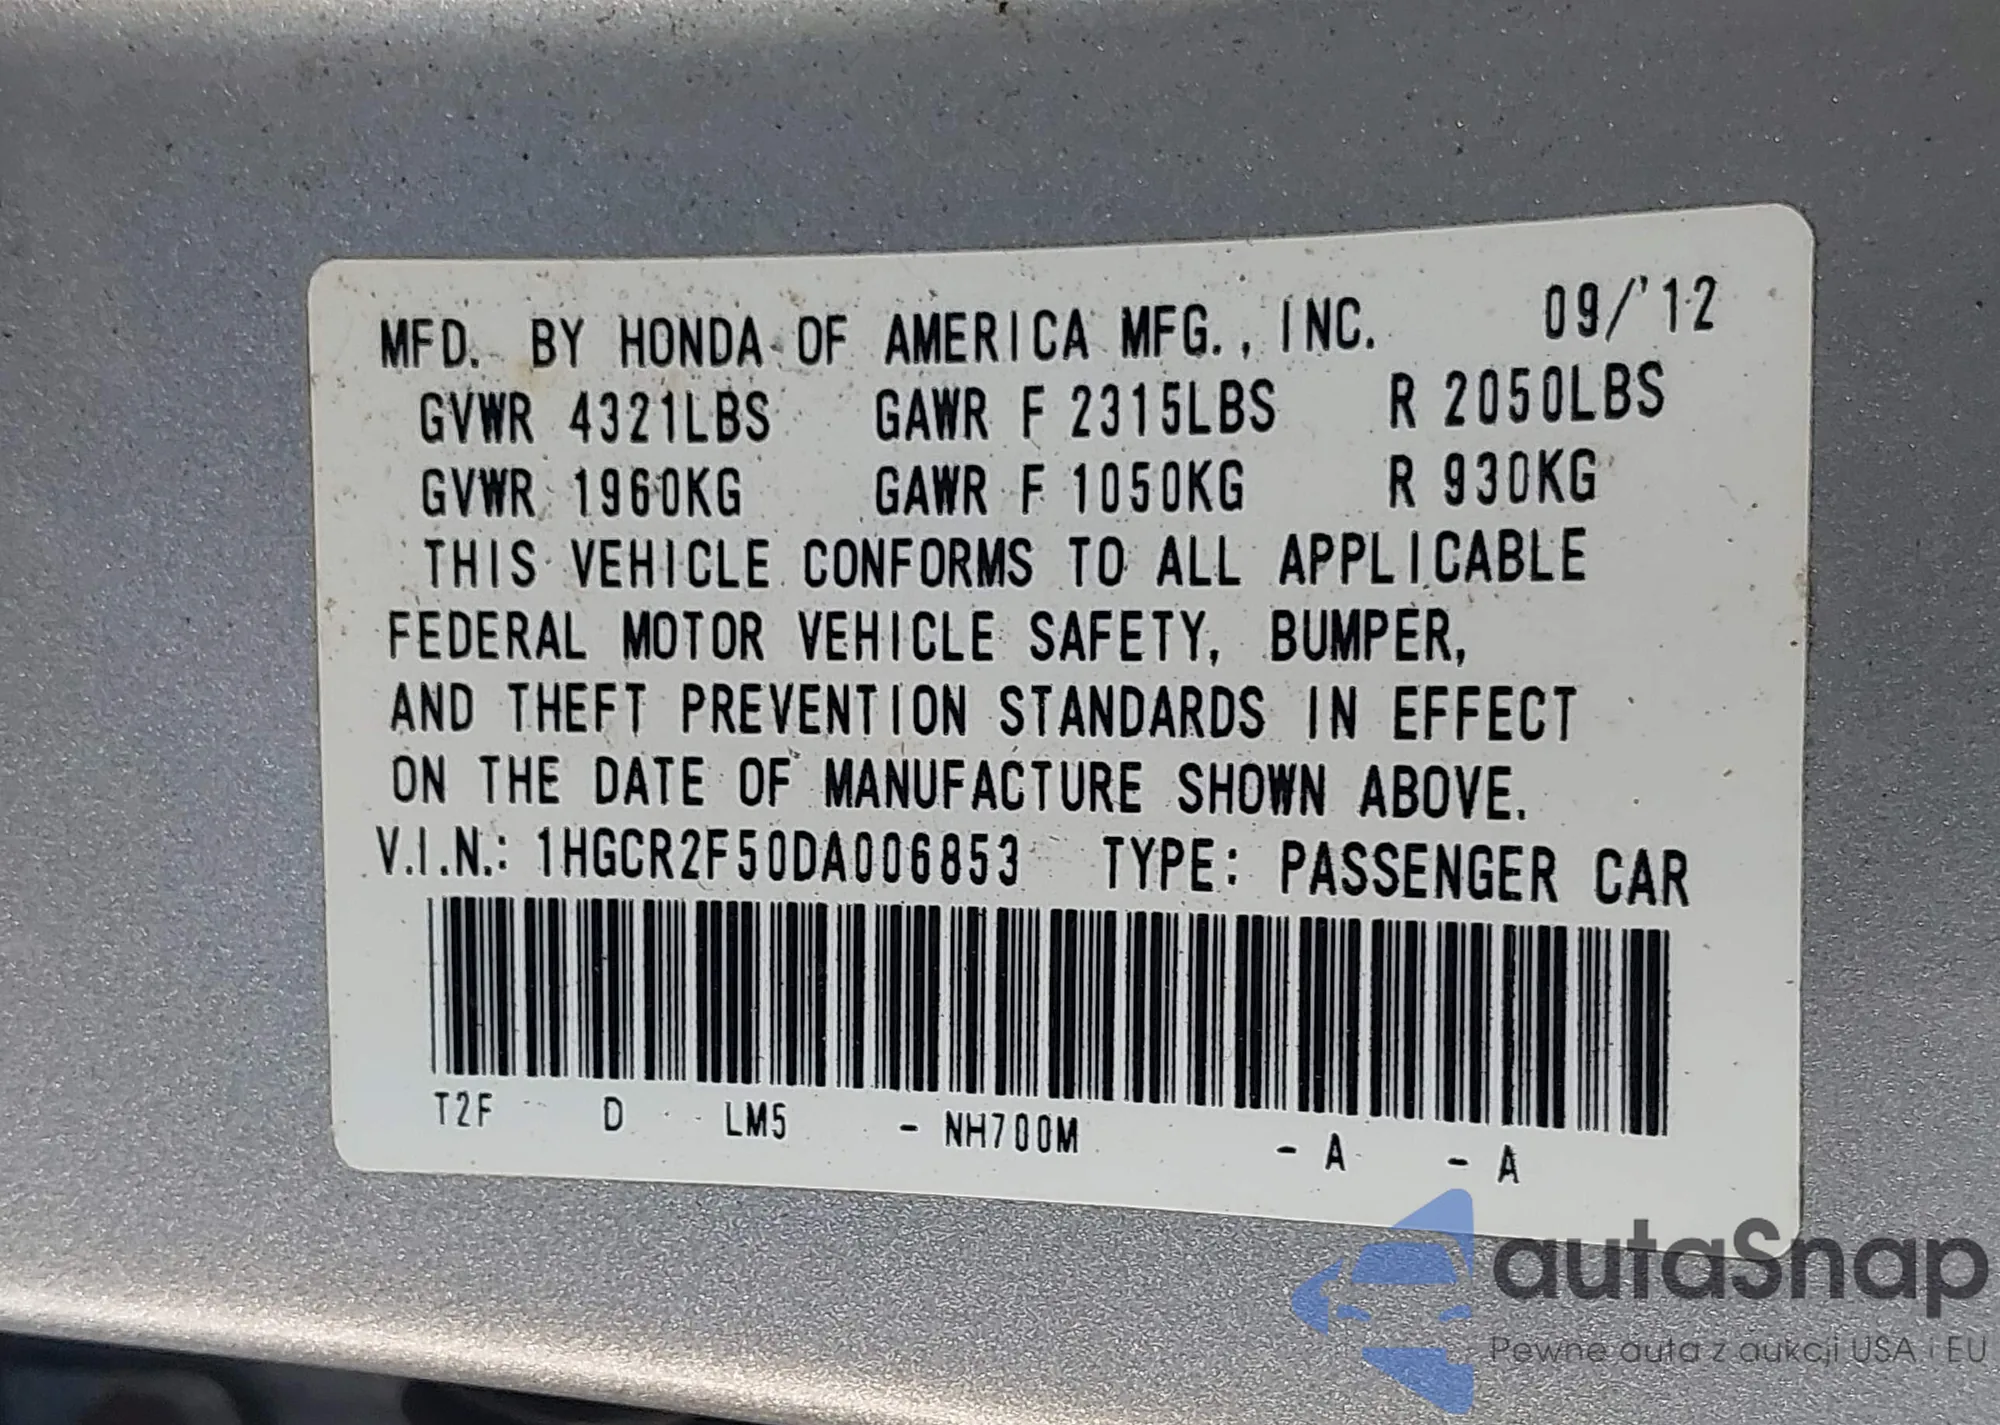 MFD. BY HONDA OF AMERICA MFG., INC. 09/'12
GVWR 4321LBS GAWR F 2315LBS R 2050LBS
GVWR 1960KG GAWR F 1050KG R 930KG
THIS VEHICLE CONFORMS TO ALL APPLICABLE
FEDERAL MOTOR VEHICLE SAFETY, BUMPER,
AND THEFT PREVENTION STANDARDS IN EFFECT
ON THE DATE OF MANUFACTURE SHOWN ABOVE.
V.I.N.: 1HGCR2F50DA006853 TYPE: PASSENGER CAR
T2F D LM5 - NH700M - A - A
autaSnap
Pewne auta z aukcji USA i EU